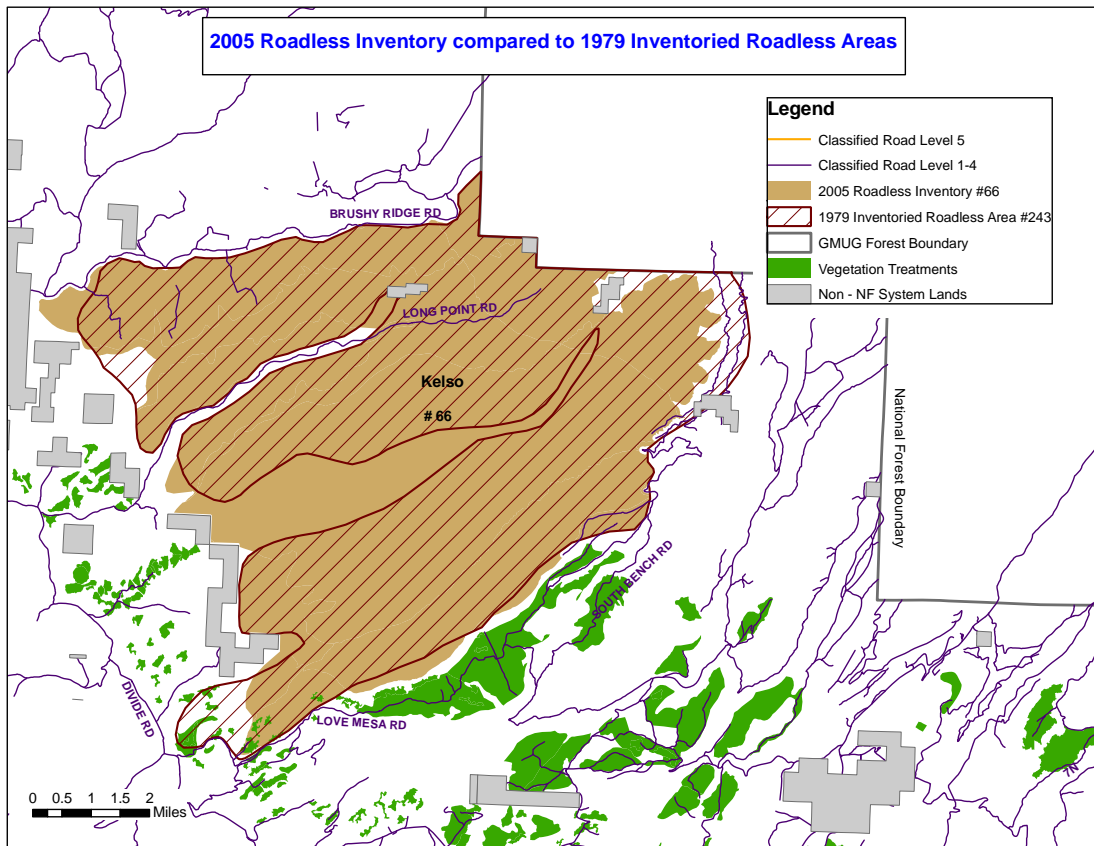 2005 Roadless Inventory compared to 1979 Inventoried Roadless Areas
Legend
Classified Road Level 5
Classified Road Level 1-4
2005 Roadless Inventory #66
1979 Inventoried Roadless Area #243
GMUG Forest Boundary
Vegetation Treatments
Non - NF System Lands
BRUSHY RIDGE RD
LONG POINT RD
Kelso
# 66
National Forest Boundary
SOUTH BENCH RD
DIVIDE RD
LOVE MESA RD
7N
0 0.5 1 1.5 2
Miles